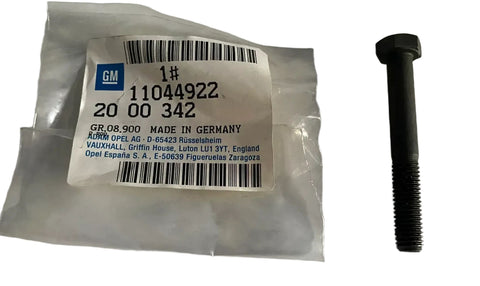 GM
1#
11044922
20 00 342
GR.08,900 MADE IN GERMANY
ADAM OPEL AG · D-65423 Rüsselsheim
VAUXHALL, Griffin House, Luton LU1 3YT, England
Opel España S.A., E-50639 Figueruelas Zaragoza